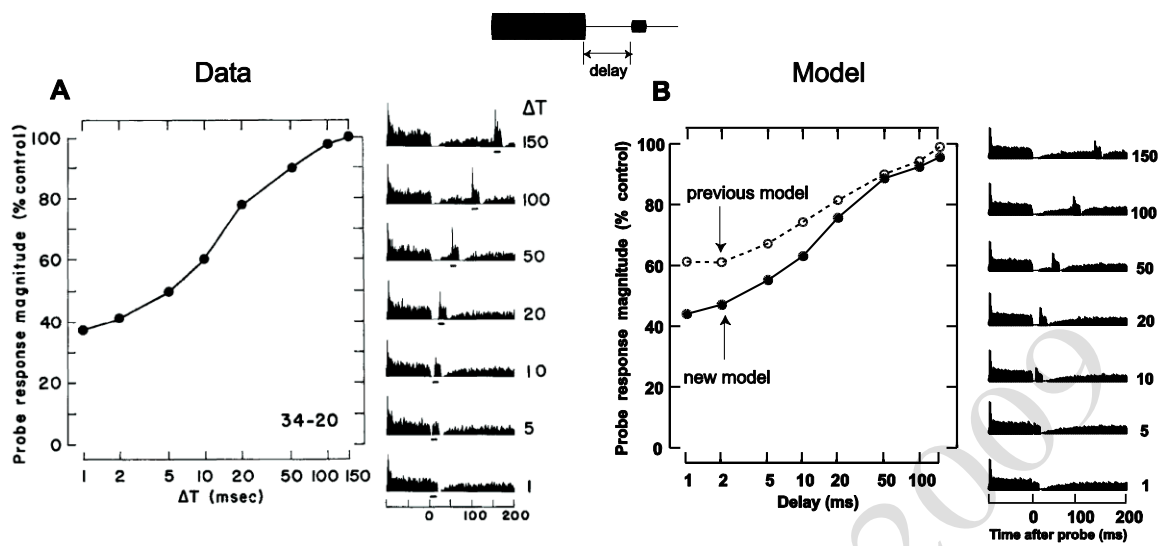 delay
Data
Model
A
B
Probe response magnitude (% control)
100
80
60
40
20
0
34-20
1 2 5 10 20 50 100 150
ΔT (msec)
ΔT
150
100
50
20
10
5
1
0 100 200
Probe response magnitude (% control)
100
80
60
40
20
0
previous model
new model
1 2 5 10 20 50 100
Delay (ms)
150
100
50
20
10
5
1
0 100 200
Time after probe (ms)
2009